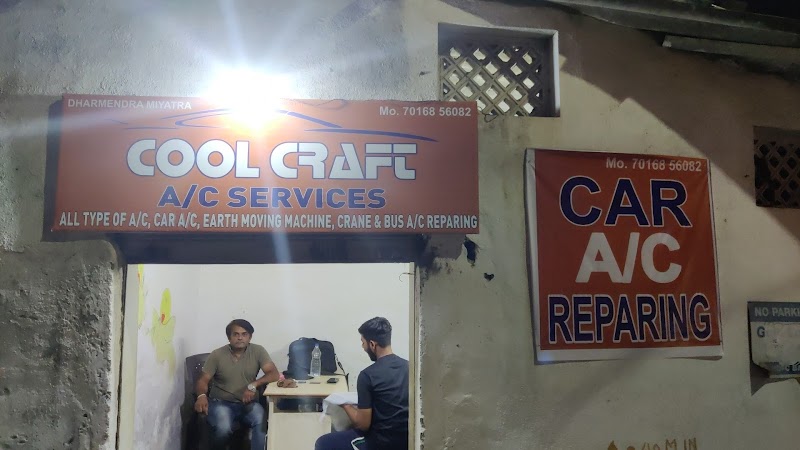 DHARMENDRA MIYATRA
Mo. 70168 56082
COOL CRAFT
A/C SERVICES
ALL TYPE OF A/C, CAR A/C, EARTH MOVING MACHINE, CRANE & BUS A/C REPARING
Mo. 70168 56082
CAR
A/C
REPARING
NO PARKI
G